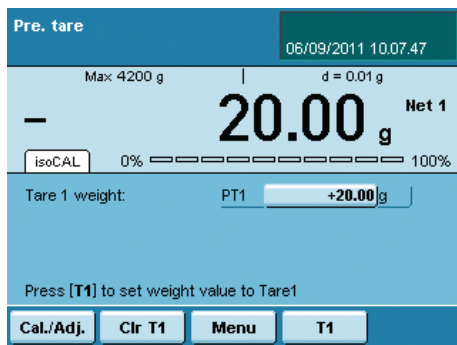 Pre. tare
06/09/2011 10.07.47
Max 4200 g d = 0.01 g
– 20.00 g Net 1
isoCAL 0% 100%
Tare 1 weight: PT1 +20.00 g
Press [T1] to set weight value to Tare1
Cal./Adj. Clr T1 Menu T1